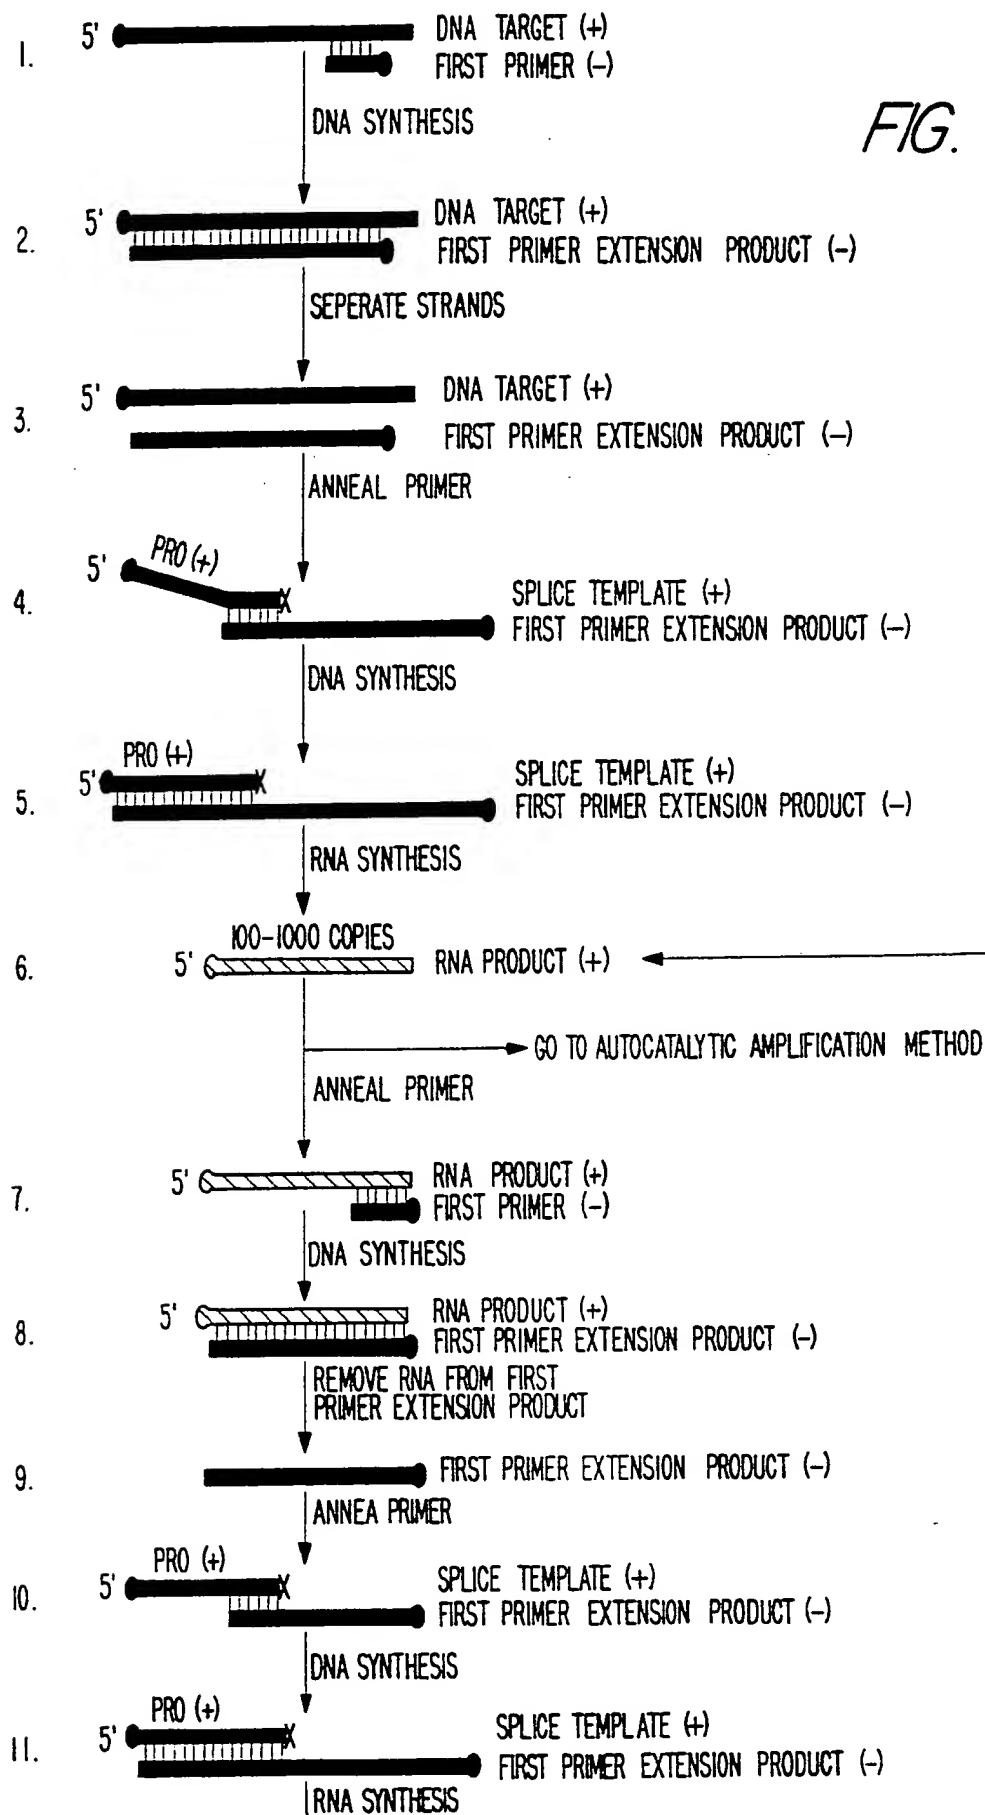 FIG.
1.
5'
DNA TARGET (+)
FIRST PRIMER (-)
DNA SYNTHESIS
2.
5'
DNA TARGET (+)
FIRST PRIMER EXTENSION PRODUCT (-)
SEPERATE STRANDS
3.
5'
DNA TARGET (+)
FIRST PRIMER EXTENSION PRODUCT (-)
ANNEAL PRIMER
4.
5'
PRO (+)
X
SPLICE TEMPLATE (+)
FIRST PRIMER EXTENSION PRODUCT (-)
DNA SYNTHESIS
5.
PRO (+)
5'
X
SPLICE TEMPLATE (+)
FIRST PRIMER EXTENSION PRODUCT (-)
RNA SYNTHESIS
100-1000 COPIES
6.
5'
RNA PRODUCT (+)
GO TO AUTOCATALYTIC AMPLIFICATION METHOD
ANNEAL PRIMER
7.
5'
RNA PRODUCT (+)
FIRST PRIMER (-)
DNA SYNTHESIS
8.
5'
RNA PRODUCT (+)
FIRST PRIMER EXTENSION PRODUCT (-)
REMOVE RNA FROM FIRST
PRIMER EXTENSION PRODUCT
9.
FIRST PRIMER EXTENSION PRODUCT (-)
ANNEA PRIMER
10.
PRO (+)
5'
X
SPLICE TEMPLATE (+)
FIRST PRIMER EXTENSION PRODUCT (-)
DNA SYNTHESIS
11.
PRO (+)
5'
X
SPLICE TEMPLATE (+)
FIRST PRIMER EXTENSION PRODUCT (-)
RNA SYNTHESIS